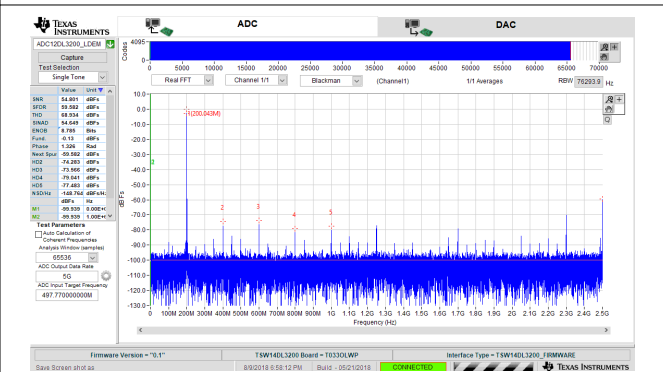 TEXAS INSTRUMENTS
ADC
DAC
ADC12DL3200_LDEM
Capture
Test Selection
Single Tone
Value Unit
SNR 54.801 dBFs
SFDR 59.582 dBFs
THD 68.934 dBFs
SINAD 54.649 dBFs
ENOB 8.785 Bits
Fund. -0.13 dBFs
Phase 1.326 Rad
Next Spur -59.582 dBFs
HD2 -74.283 dBFs
HD3 -73.566 dBFs
HD4 -79.041 dBFs
HD5 -77.483 dBFs
NSD/Hz -148.764 dBFs/Hz
dBFs Hz
M1 -99.939 0.00E+(
M2 -99.939 1.00E+(
Test Parameters
Auto Calculation of
Coherent Frequencies
Analysis Window (samples)
65536
ADC Output Data Rate
5G
ADC Input Target Frequency
497.770000000M
Codes
4095
0
0 5000 10000 15000 20000 25000 30000 35000 40000 45000 50000 55000 60000 65000 70000
Real FFT Channel 1/1 Blackman (Channel1) 1/1 Averages RBW 76293.9 Hz
dBFs
10.0
0.0
-10.0
-20.0
-30.0
-40.0
-50.0
-60.0
-70.0
-80.0
-90.0
-100.0
-110.0
-120.0
-130.0
1(200.043M)
2
3
4
5
0 100M 200M 300M 400M 500M 600M 700M 800M 900M 1G 1.1G 1.2G 1.3G 1.4G 1.5G 1.6G 1.7G 1.8G 1.9G 2G 2.1G 2.2G 2.3G 2.4G 2.5G
Frequency (Hz)
Firmware Version = "0.1" TSW14DL3200 Board = T033OLWP Interface Type = TSW14DL3200_FIRMWARE
Save Screen shot as 8/9/2018 6:58:12 PM Build - 05/21/2018 CONNECTED TEXAS INSTRUMENTS